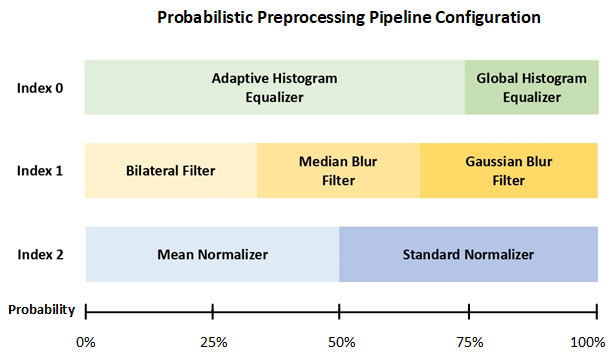 Probabilistic Preprocessing Pipeline Configuration
Index 0
Adaptive Histogram
Equalizer
Global Histogram
Equalizer
Index 1
Bilateral Filter
Median Blur
Filter
Gaussian Blur
Filter
Index 2
Mean Normalizer
Standard Normalizer
Probability
0% 25% 50% 75% 100%